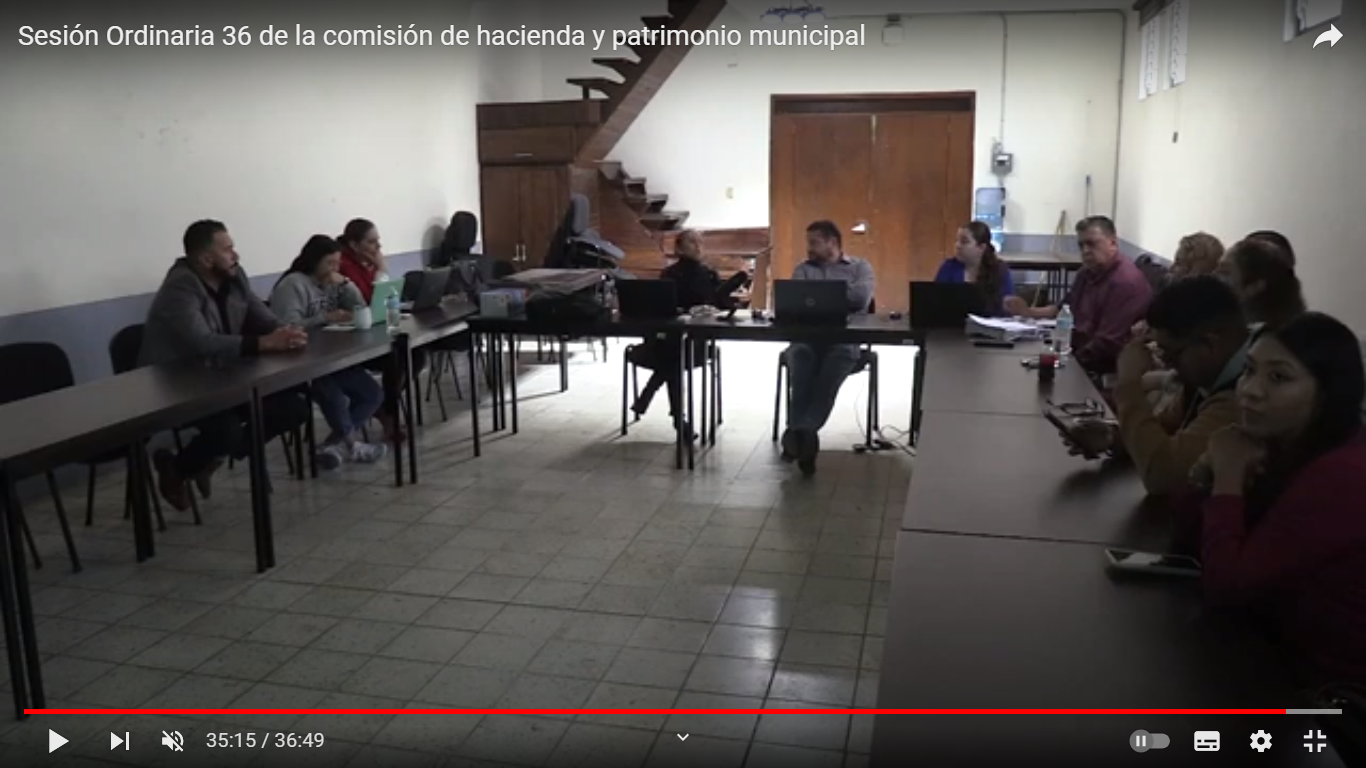 Sesión Ordinaria 36 de la comisión de hacienda y patrimonio municipal
35:15 / 36:49